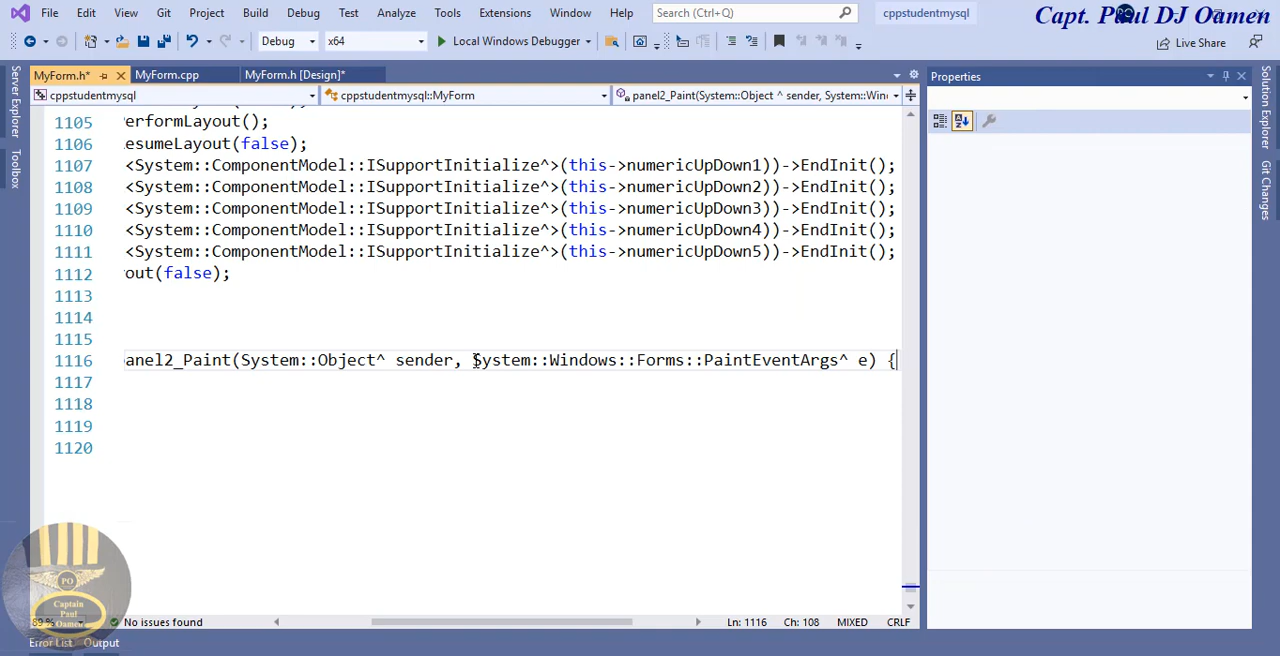 File Edit View Git Project Build Debug Test Analyze Tools Extensions Window Help Search (Ctrl+Q) cppstudentmysql
Capt. Paul DJ Oamen
Debug x64 Local Windows Debugger Live Share
MyForm.h* MyForm.cpp MyForm.h [Design]* Properties
cppstudentmysql cppstudentmysql::MyForm panel2_Paint(System::Object ^ sender, System::Win
Server Explorer
Toolbox
Solution Explorer
Git Changes
1105 erformLayout();
1106 esumeLayout(false);
1107 <System::ComponentModel::ISupportInitialize^>(this->numericUpDown1))->EndInit();
1108 <System::ComponentModel::ISupportInitialize^>(this->numericUpDown2))->EndInit();
1109 <System::ComponentModel::ISupportInitialize^>(this->numericUpDown3))->EndInit();
1110 <System::ComponentModel::ISupportInitialize^>(this->numericUpDown4))->EndInit();
1111 <System::ComponentModel::ISupportInitialize^>(this->numericUpDown5))->EndInit();
1112 out(false);
1113
1114
1115
1116 anel2_Paint(System::Object^ sender, System::Windows::Forms::PaintEventArgs^ e) {
1117
1118
1119
1120
PO
Captain
Paul
Oamen
89 % No issues found Ln: 1116 Ch: 108 MIXED CRLF
Error List Output